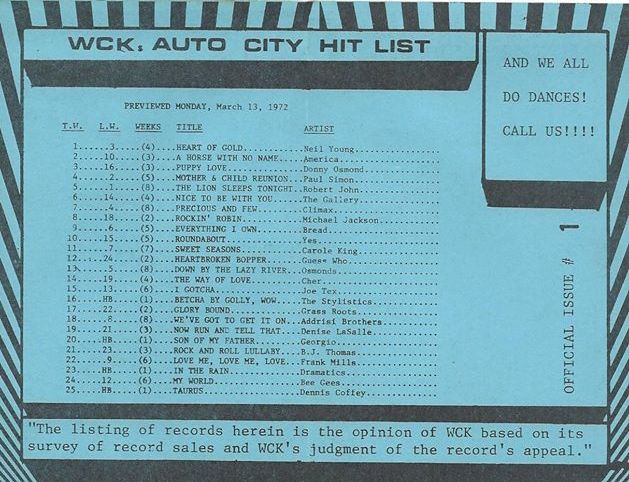 WCK's AUTO CITY HIT LIST
AND WE ALL
DO DANCES!
CALL US!!!!
PREVIEWED MONDAY, March 13, 1972
T.W. L.W. WEEKS TITLE ARTIST
1.....3.....(4)....HEART OF GOLD..........Neil Young
2.....10....(3)....A HORSE WITH NO NAME...America
3.....16....(3)....PUPPY LOVE.............Donny Osmond
4.....2.....(5)....MOTHER & CHILD REUNION...Paul Simon
5.....1.....(8)....THE LION SLEEPS TONIGHT..Robert John
6.....14....(4)....NICE TO BE WITH YOU....The Gallery
7.....4.....(8)....PRECIOUS AND FEW.......Climax
8.....18....(2)....ROCKIN' ROBIN..........Michael Jackson
9.....6.....(5)....EVERYTHING I OWN.......Bread
10....15....(5)....ROUNDABOUT.............Yes
11....7.....(7)....SWEET SEASONS..........Carole King
12....24....(2)....HEARTBROKEN BOPPER.....Guess Who
13....5.....(8)....DOWN BY THE LAZY RIVER...Osmonds
14....19....(4)....THE WAY OF LOVE........Cher
15....13....(6)....I GOTCHA...............Joe Tex
16....HB....(1)....BETCHA BY GOLLY, WOW...The Stylistics
17....22....(2)....GLORY BOUND............Grass Roots
18....8.....(8)....WE'VE GOT TO GET IT ON...Addrisi Brothers
19....21....(3)....NOW RUN AND TELL THAT...Denise LaSalle
20....HB....(1)....SON OF MY FATHER.......Georgio
21....23....(3)....ROCK AND ROLL LULLABY...B.J. Thomas
22....9.....(6)....LOVE ME, LOVE ME, LOVE...Frank Mills
23....HB....(1)....IN THE RAIN............Dramatics
24....12....(6)....MY WORLD...............Bee Gees
25....HB....(1)....TAURUS.................Dennis Coffey
OFFICIAL ISSUE # 1
"The listing of records herein is the opinion of WCK based on its
survey of record sales and WCK's judgment of the record's appeal."